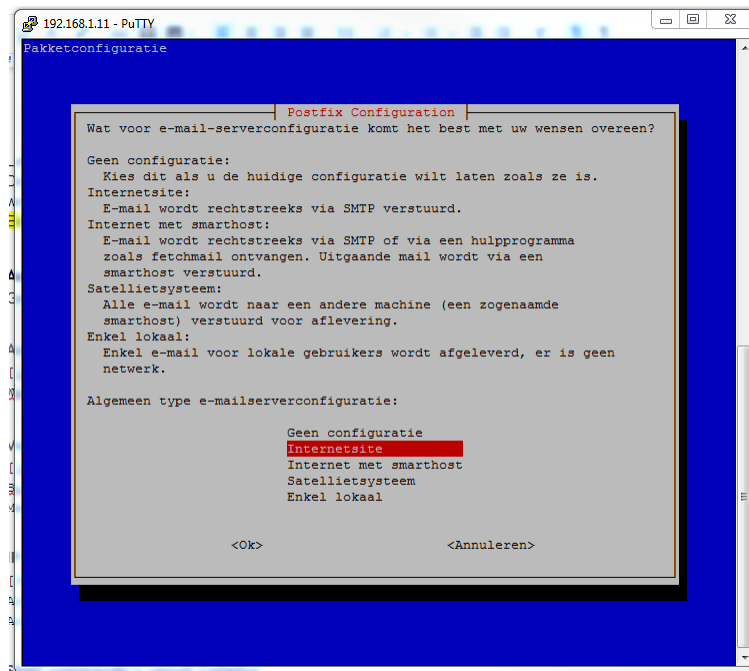 192.168.1.11 - PuTTY
Pakketconfiguratie
Postfix Configuration
Wat voor e-mail-serverconfiguratie komt het best met uw wensen overeen?
Geen configuratie:
Kies dit als u de huidige configuratie wilt laten zoals ze is.
Internetsite:
E-mail wordt rechtstreeks via SMTP verstuurd.
Internet met smarthost:
E-mail wordt rechtstreeks via SMTP of via een hulpprogramma
zoals fetchmail ontvangen. Uitgaande mail wordt via een
smarthost verstuurd.
Satellietsysteem:
Alle e-mail wordt naar een andere machine (een zogenaamde
smarthost) verstuurd voor aflevering.
Enkel lokaal:
Enkel e-mail voor lokale gebruikers wordt afgeleverd, er is geen
netwerk.
Algemeen type e-mailserverconfiguratie:
Geen configuratie
Internetsite
Internet met smarthost
Satellietsysteem
Enkel lokaal
<Ok> <Annuleren>